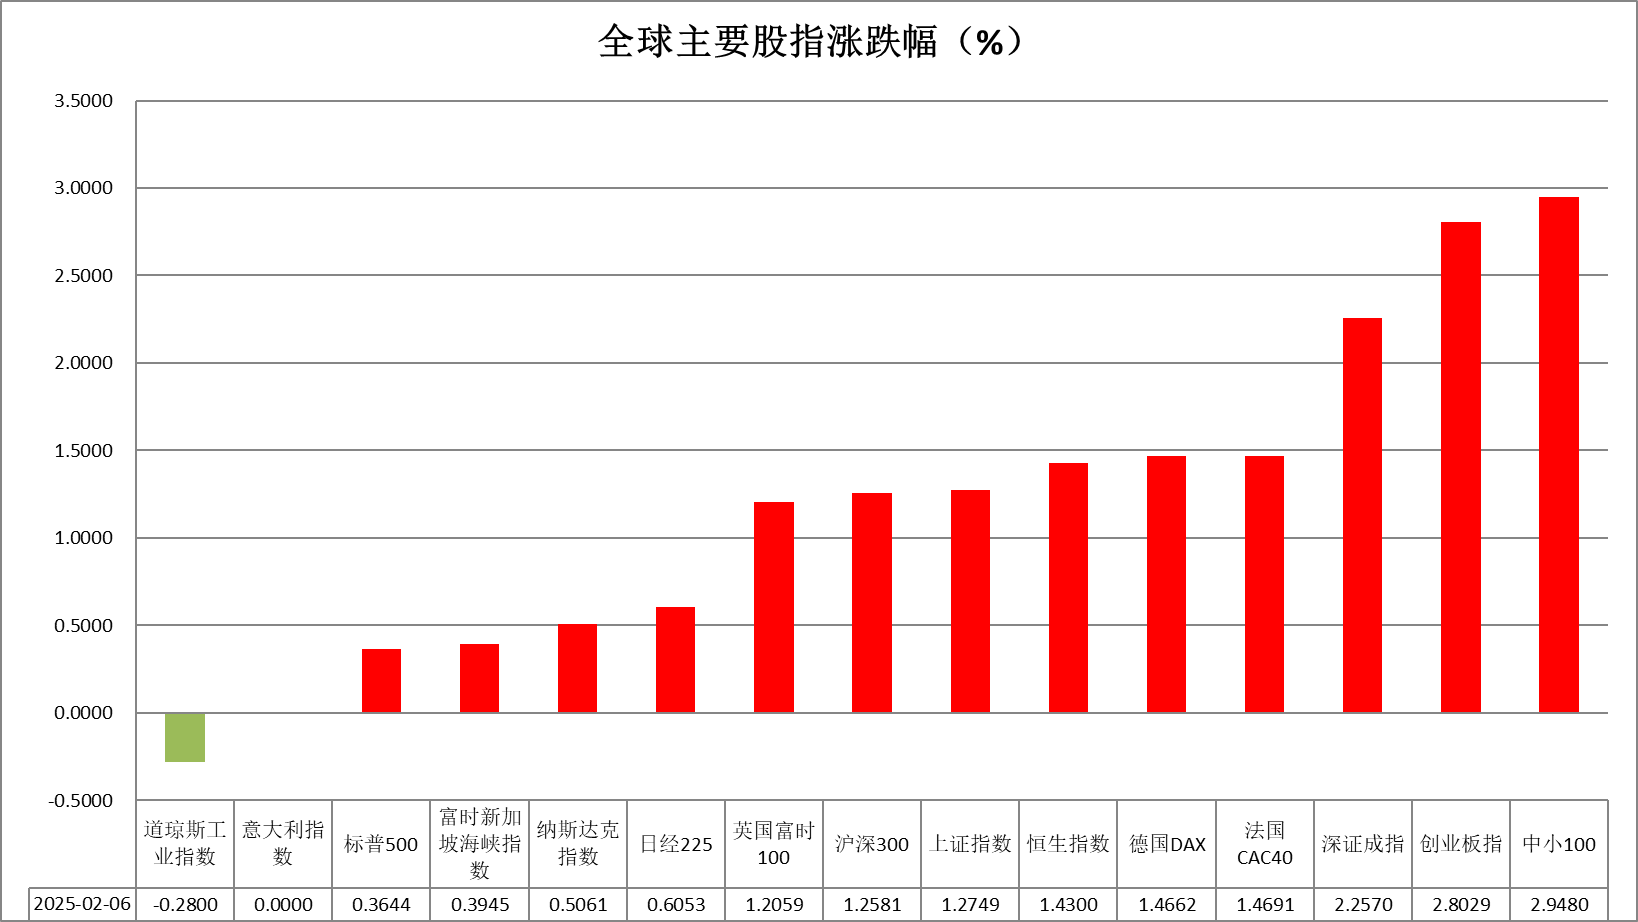 全球主要股指涨跌幅（%）
3.5000
3.0000
2.5000
2.0000
1.5000
1.0000
0.5000
0.0000
-0.5000
道琼斯工
业指数
意大利指
数
标普500
富时新加
坡海峡指
数
纳斯达克
指数
日经225
英国富时
100
沪深300
上证指数
恒生指数
德国DAX
法国
CAC40
深证成指
创业板指
中小100
2025-02-06 -0.2800 0.0000 0.3644 0.3945 0.5061 0.6053 1.2059 1.2581 1.2749 1.4300 1.4662 1.4691 2.2570 2.8029 2.9480